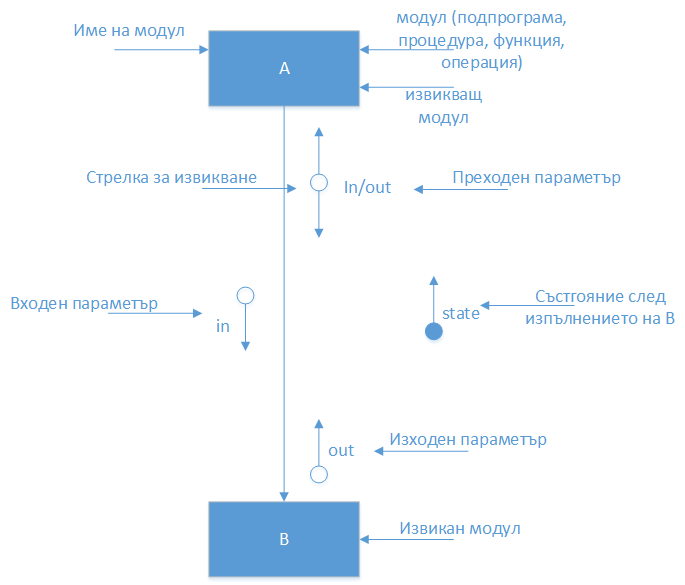 Име на модул
модул (подпрограма,
процедура, функция,
операция)
A
извикващ
модул
Стрелка за извикване
In/out
Преходен параметър
Входен параметър
in
state
Състгояние след
изпълнението на B
out
Изходен параметър
B
Извикан модул